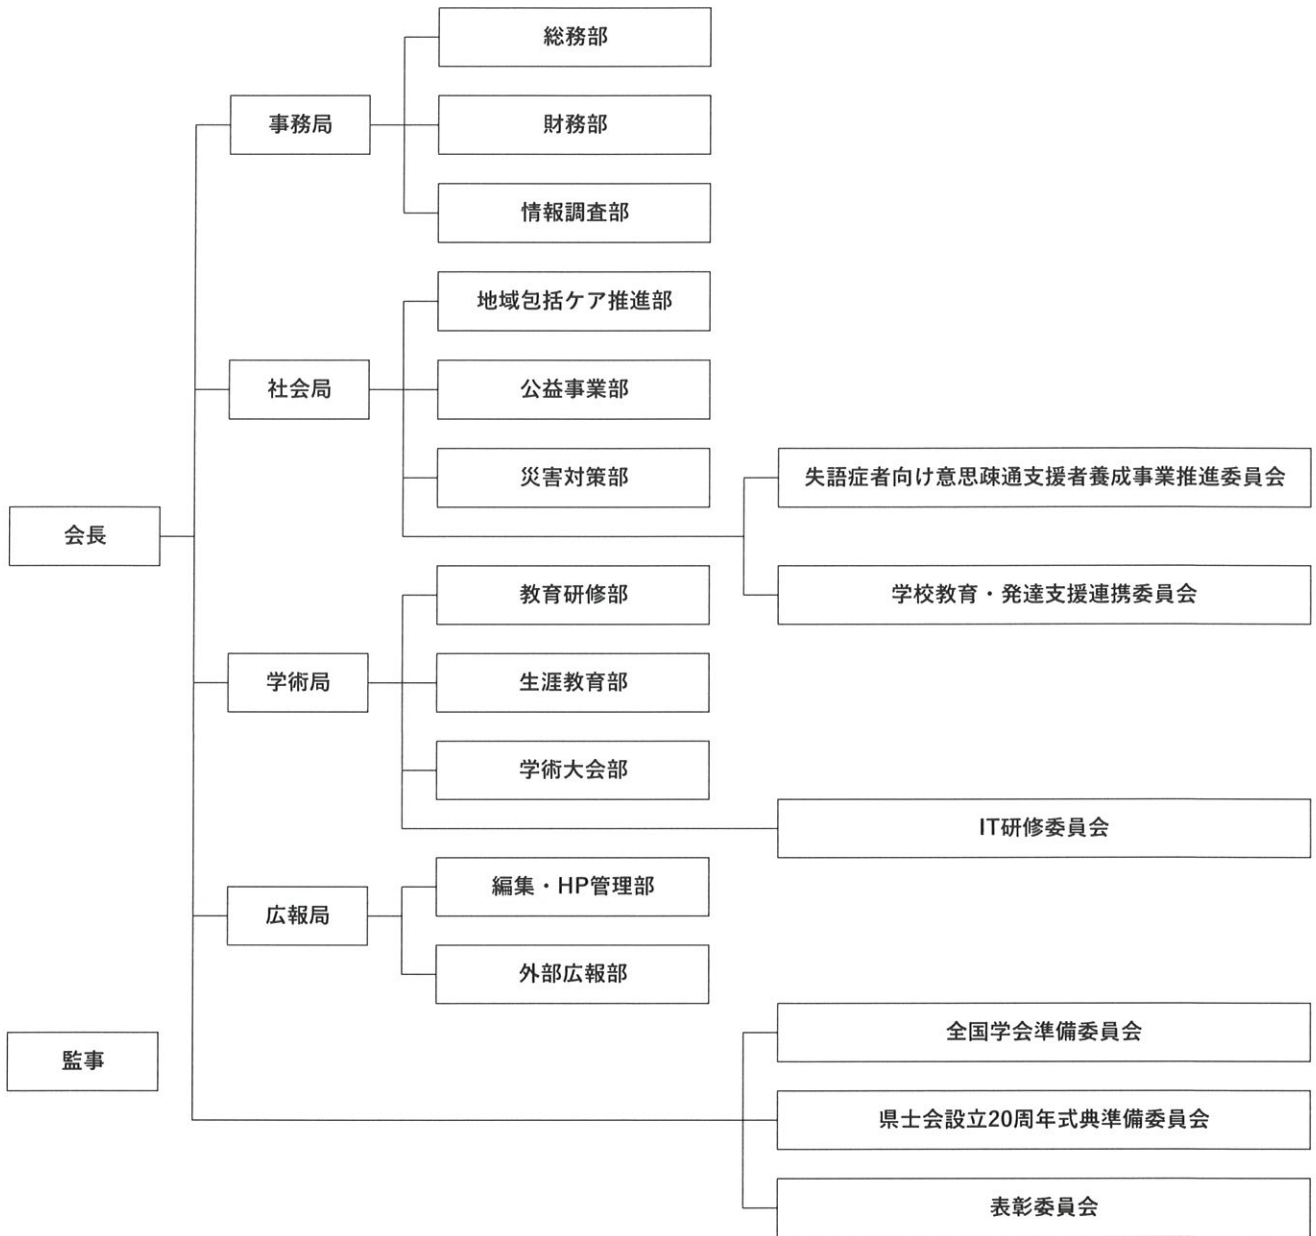 総務部
事務局
財務部
情報調査部
地域包括ケア推進部
社会局
公益事業部
災害対策部
失語症者向け意思疎通支援者養成事業推進委員会
会長
教育研修部
学校教育・発達支援連携委員会
学術局
生涯教育部
学術大会部
IT研修委員会
編集・HP管理部
広報局
外部広報部
全国学会準備委員会
監事
県士会設立20周年式典準備委員会
表彰委員会